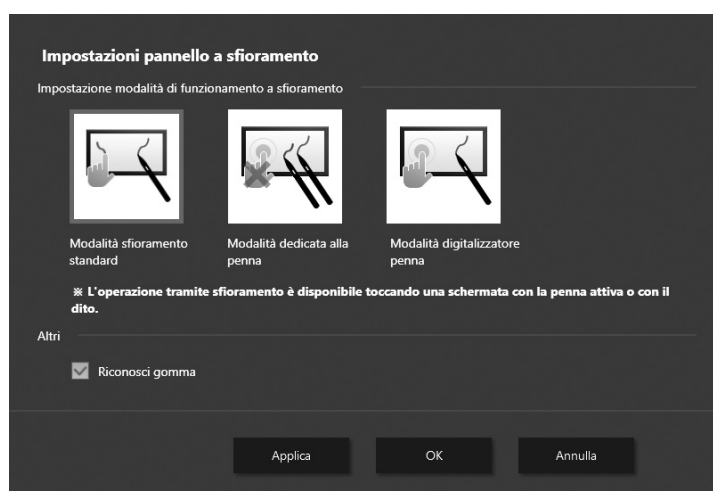 Impostazioni pannello a sfioramento
Impostazione modalità di funzionamento a sfioramento
Modalità sfioramento
standard
Modalità dedicata alla
penna
Modalità digitalizzatore
penna
※ L'operazione tramite sfioramento è disponibile toccando una schermata con la penna attiva o con il
dito.
Altri
Riconosci gomma
Applica
OK
Annulla